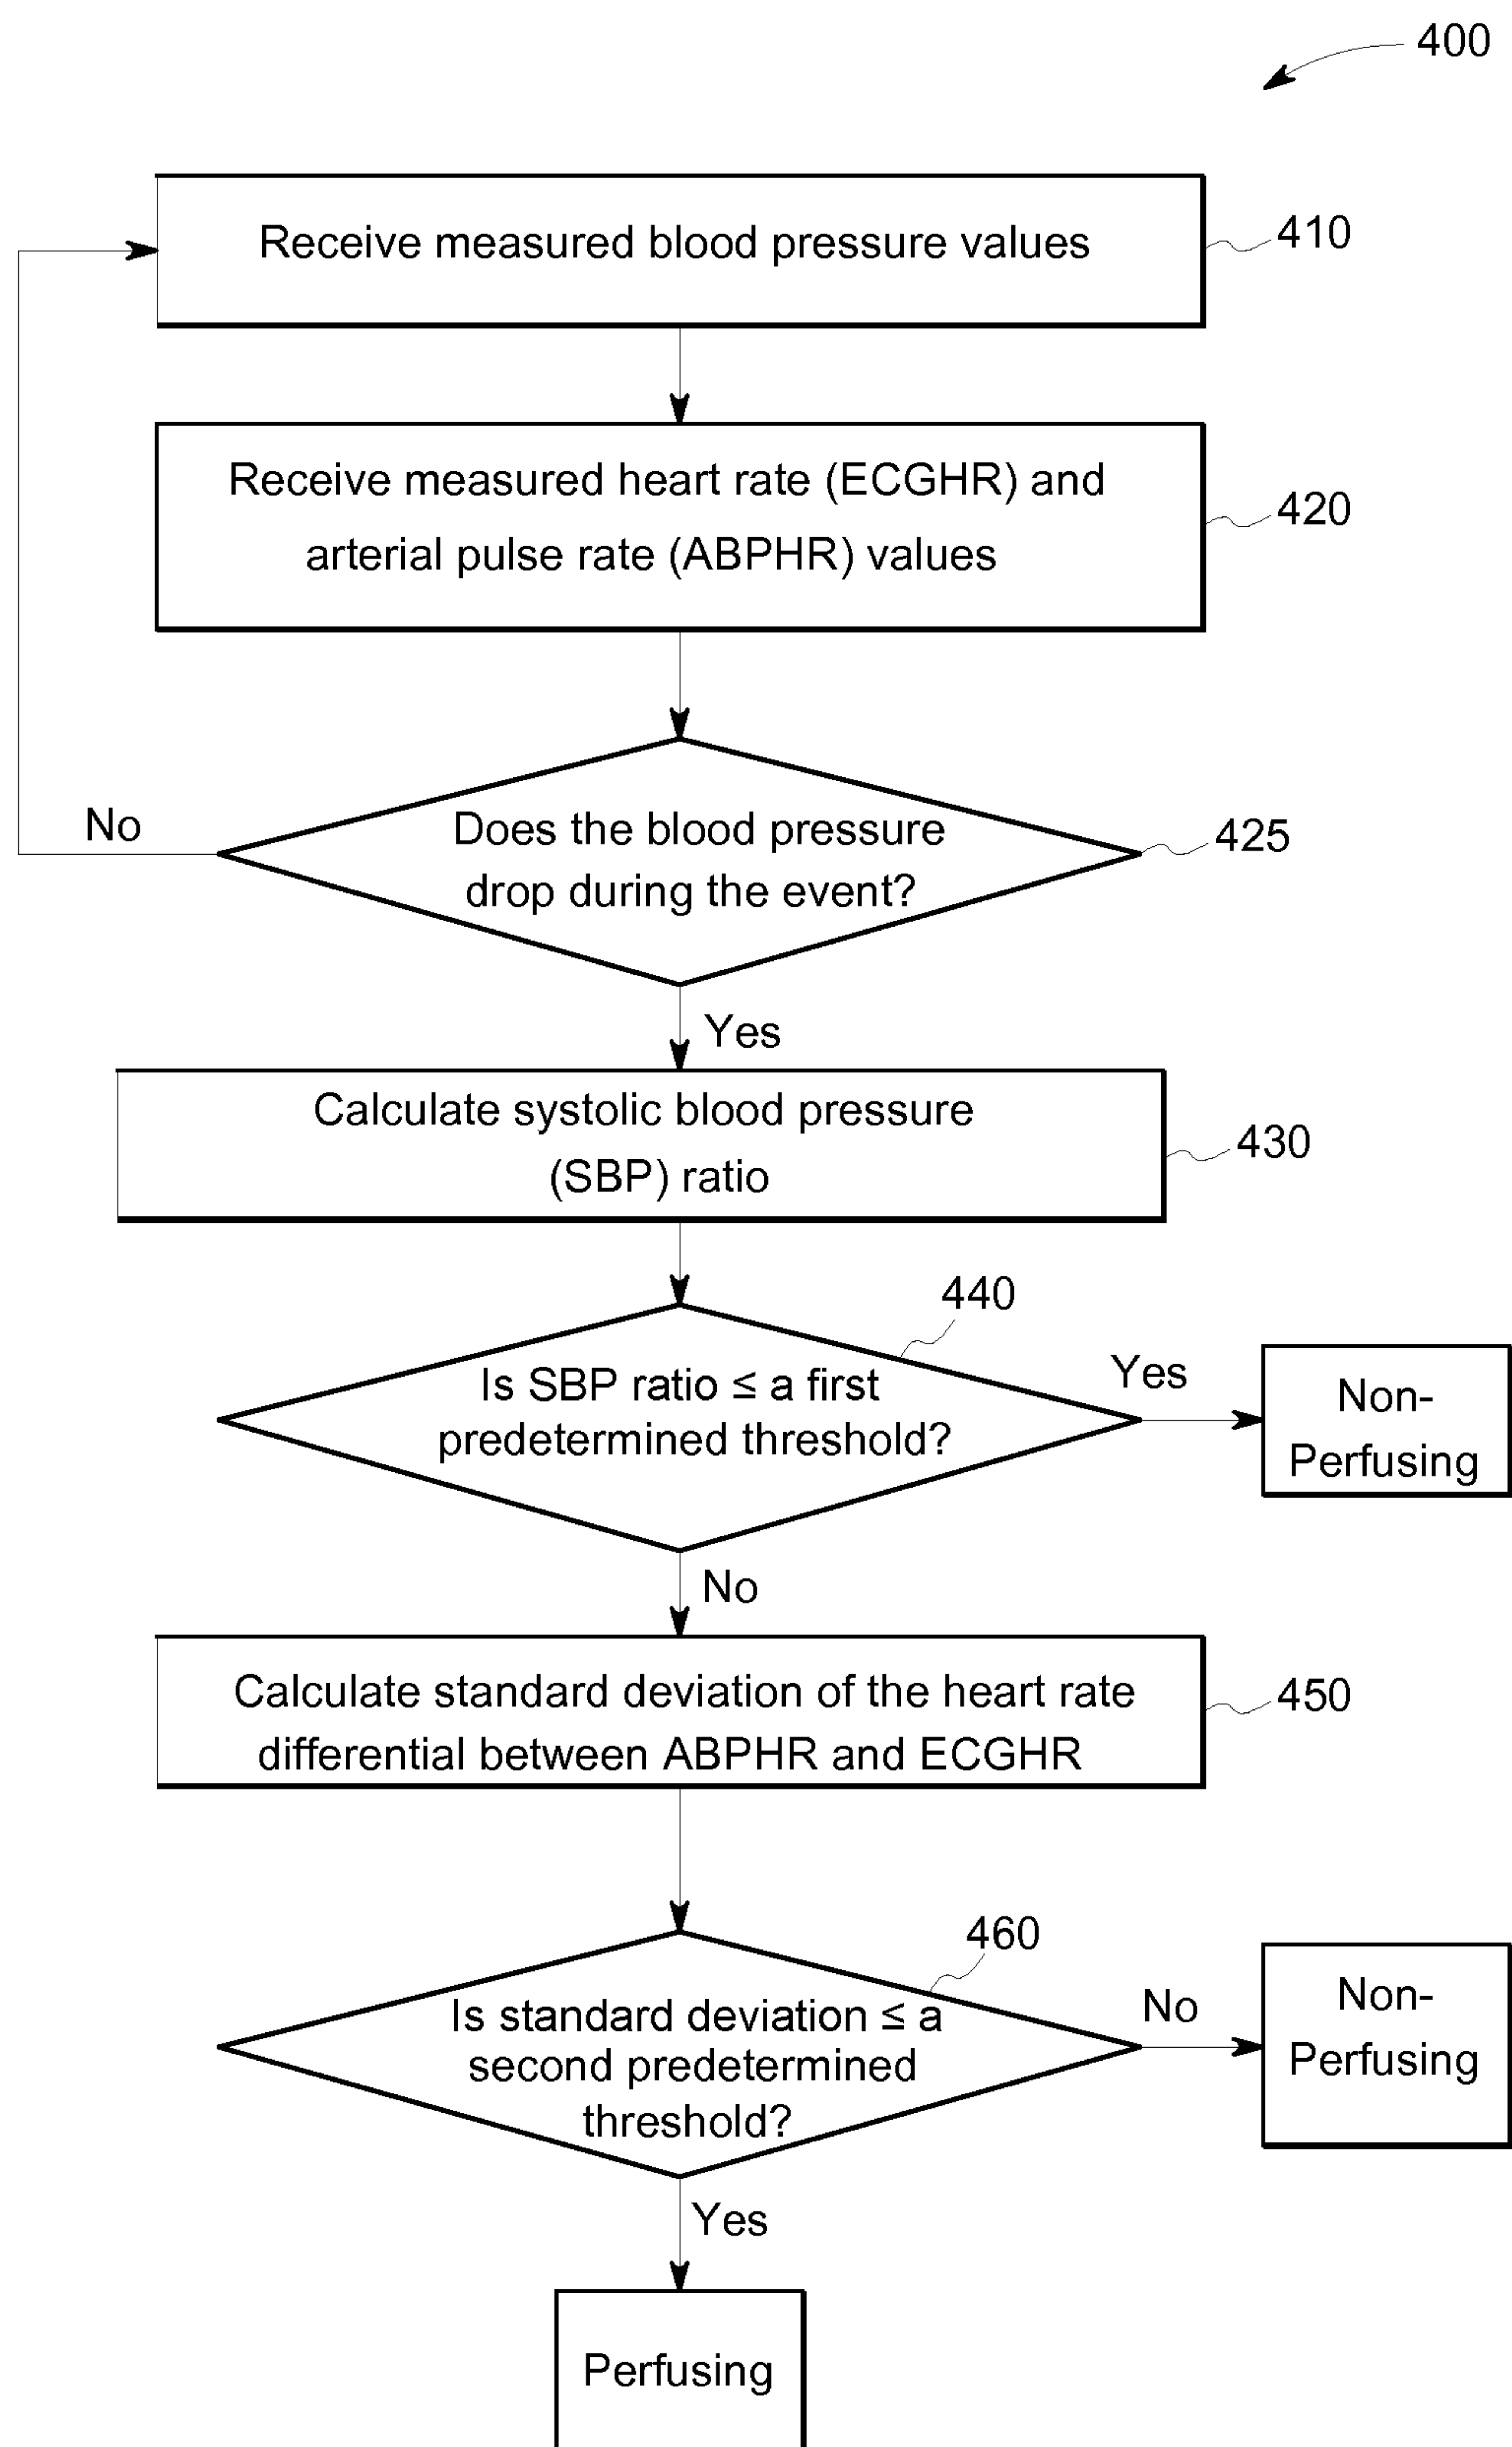 400
Receive measured blood pressure values
410
Receive measured heart rate (ECGHR) and
arterial pulse rate (ABPHR) values
420
No
Does the blood pressure
drop during the event?
425
Yes
Calculate systolic blood pressure
(SBP) ratio
430
440
Is SBP ratio ≤ a first
predetermined threshold?
Yes
Non-
Perfusing
No
Calculate standard deviation of the heart rate
differential between ABPHR and ECGHR
450
460
Is standard deviation ≤ a
second predetermined
threshold?
No
Non-
Perfusing
Yes
Perfusing